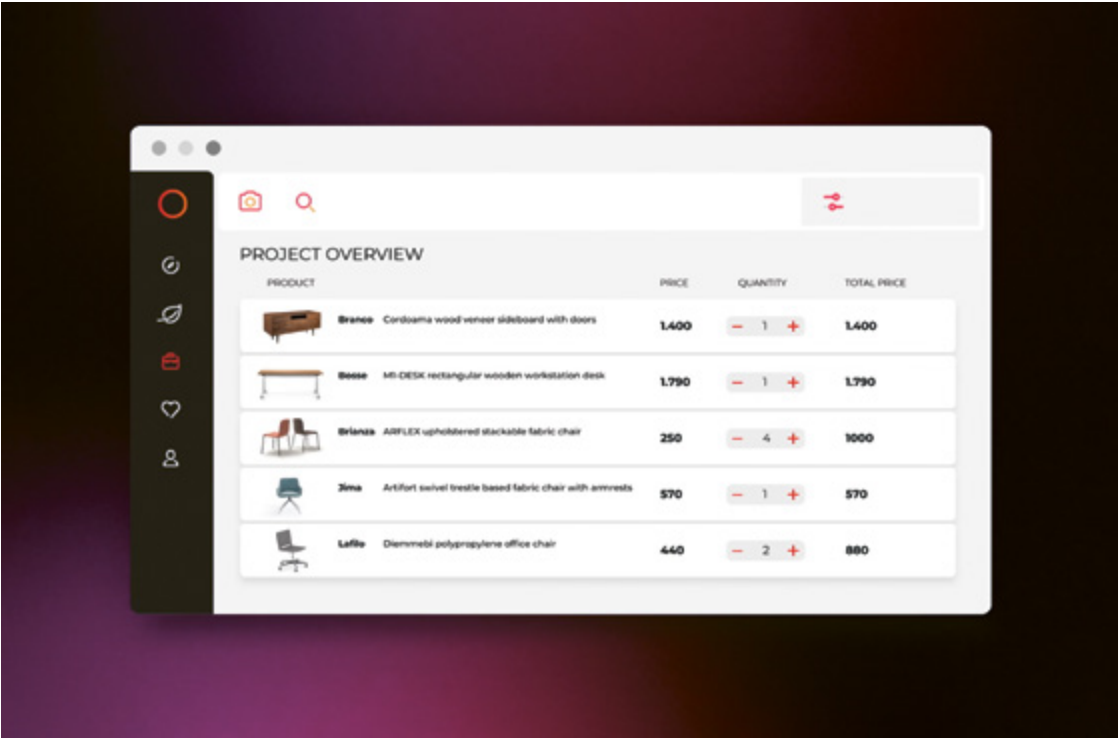 PROJECT OVERVIEW
PRODUCT PRICE QUANTITY TOTAL PRICE
Branco Cordoama wood veneer sideboard with doors 1.400 − 1 + 1.400
Bosse M11-DESK rectangular wooden workstation desk 1.790 − 1 + 1.790
Brianza ARFLEX upholstered stackable fabric chair 250 − 4 + 1000
Jima Artifort swivel trestle based fabric chair with armrests 570 − 1 + 570
Lafilo Diemmebi polypropylene office chair 440 − 2 + 880